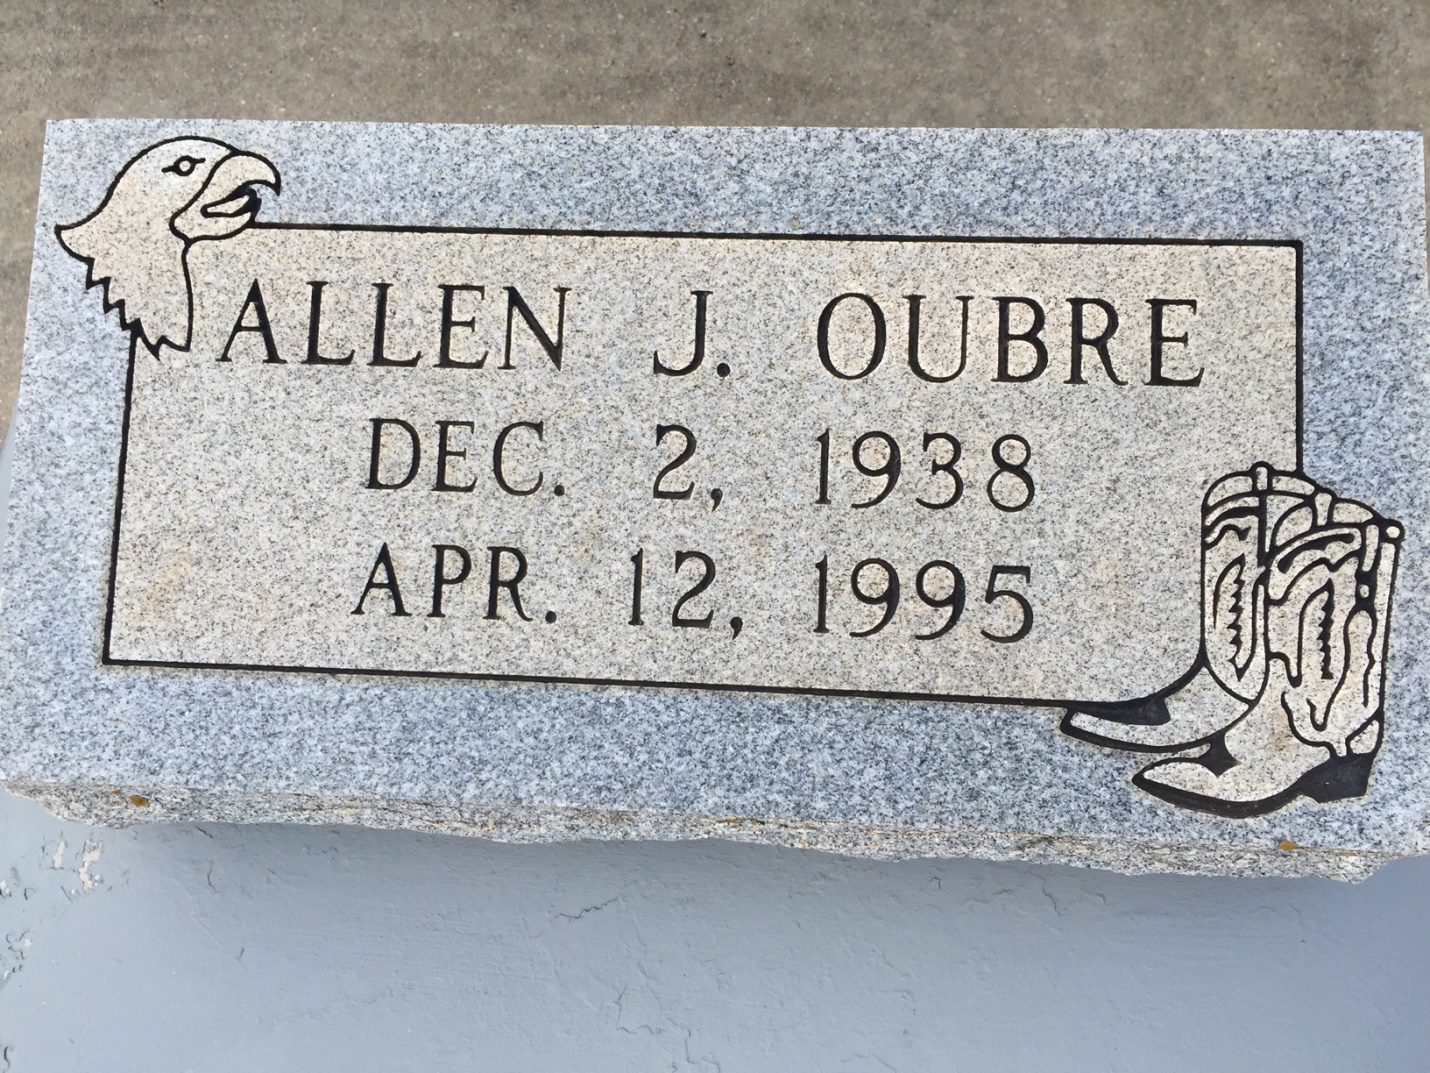 ALLEN J. OUBRE
DEC. 2, 1938
APR. 12, 1995